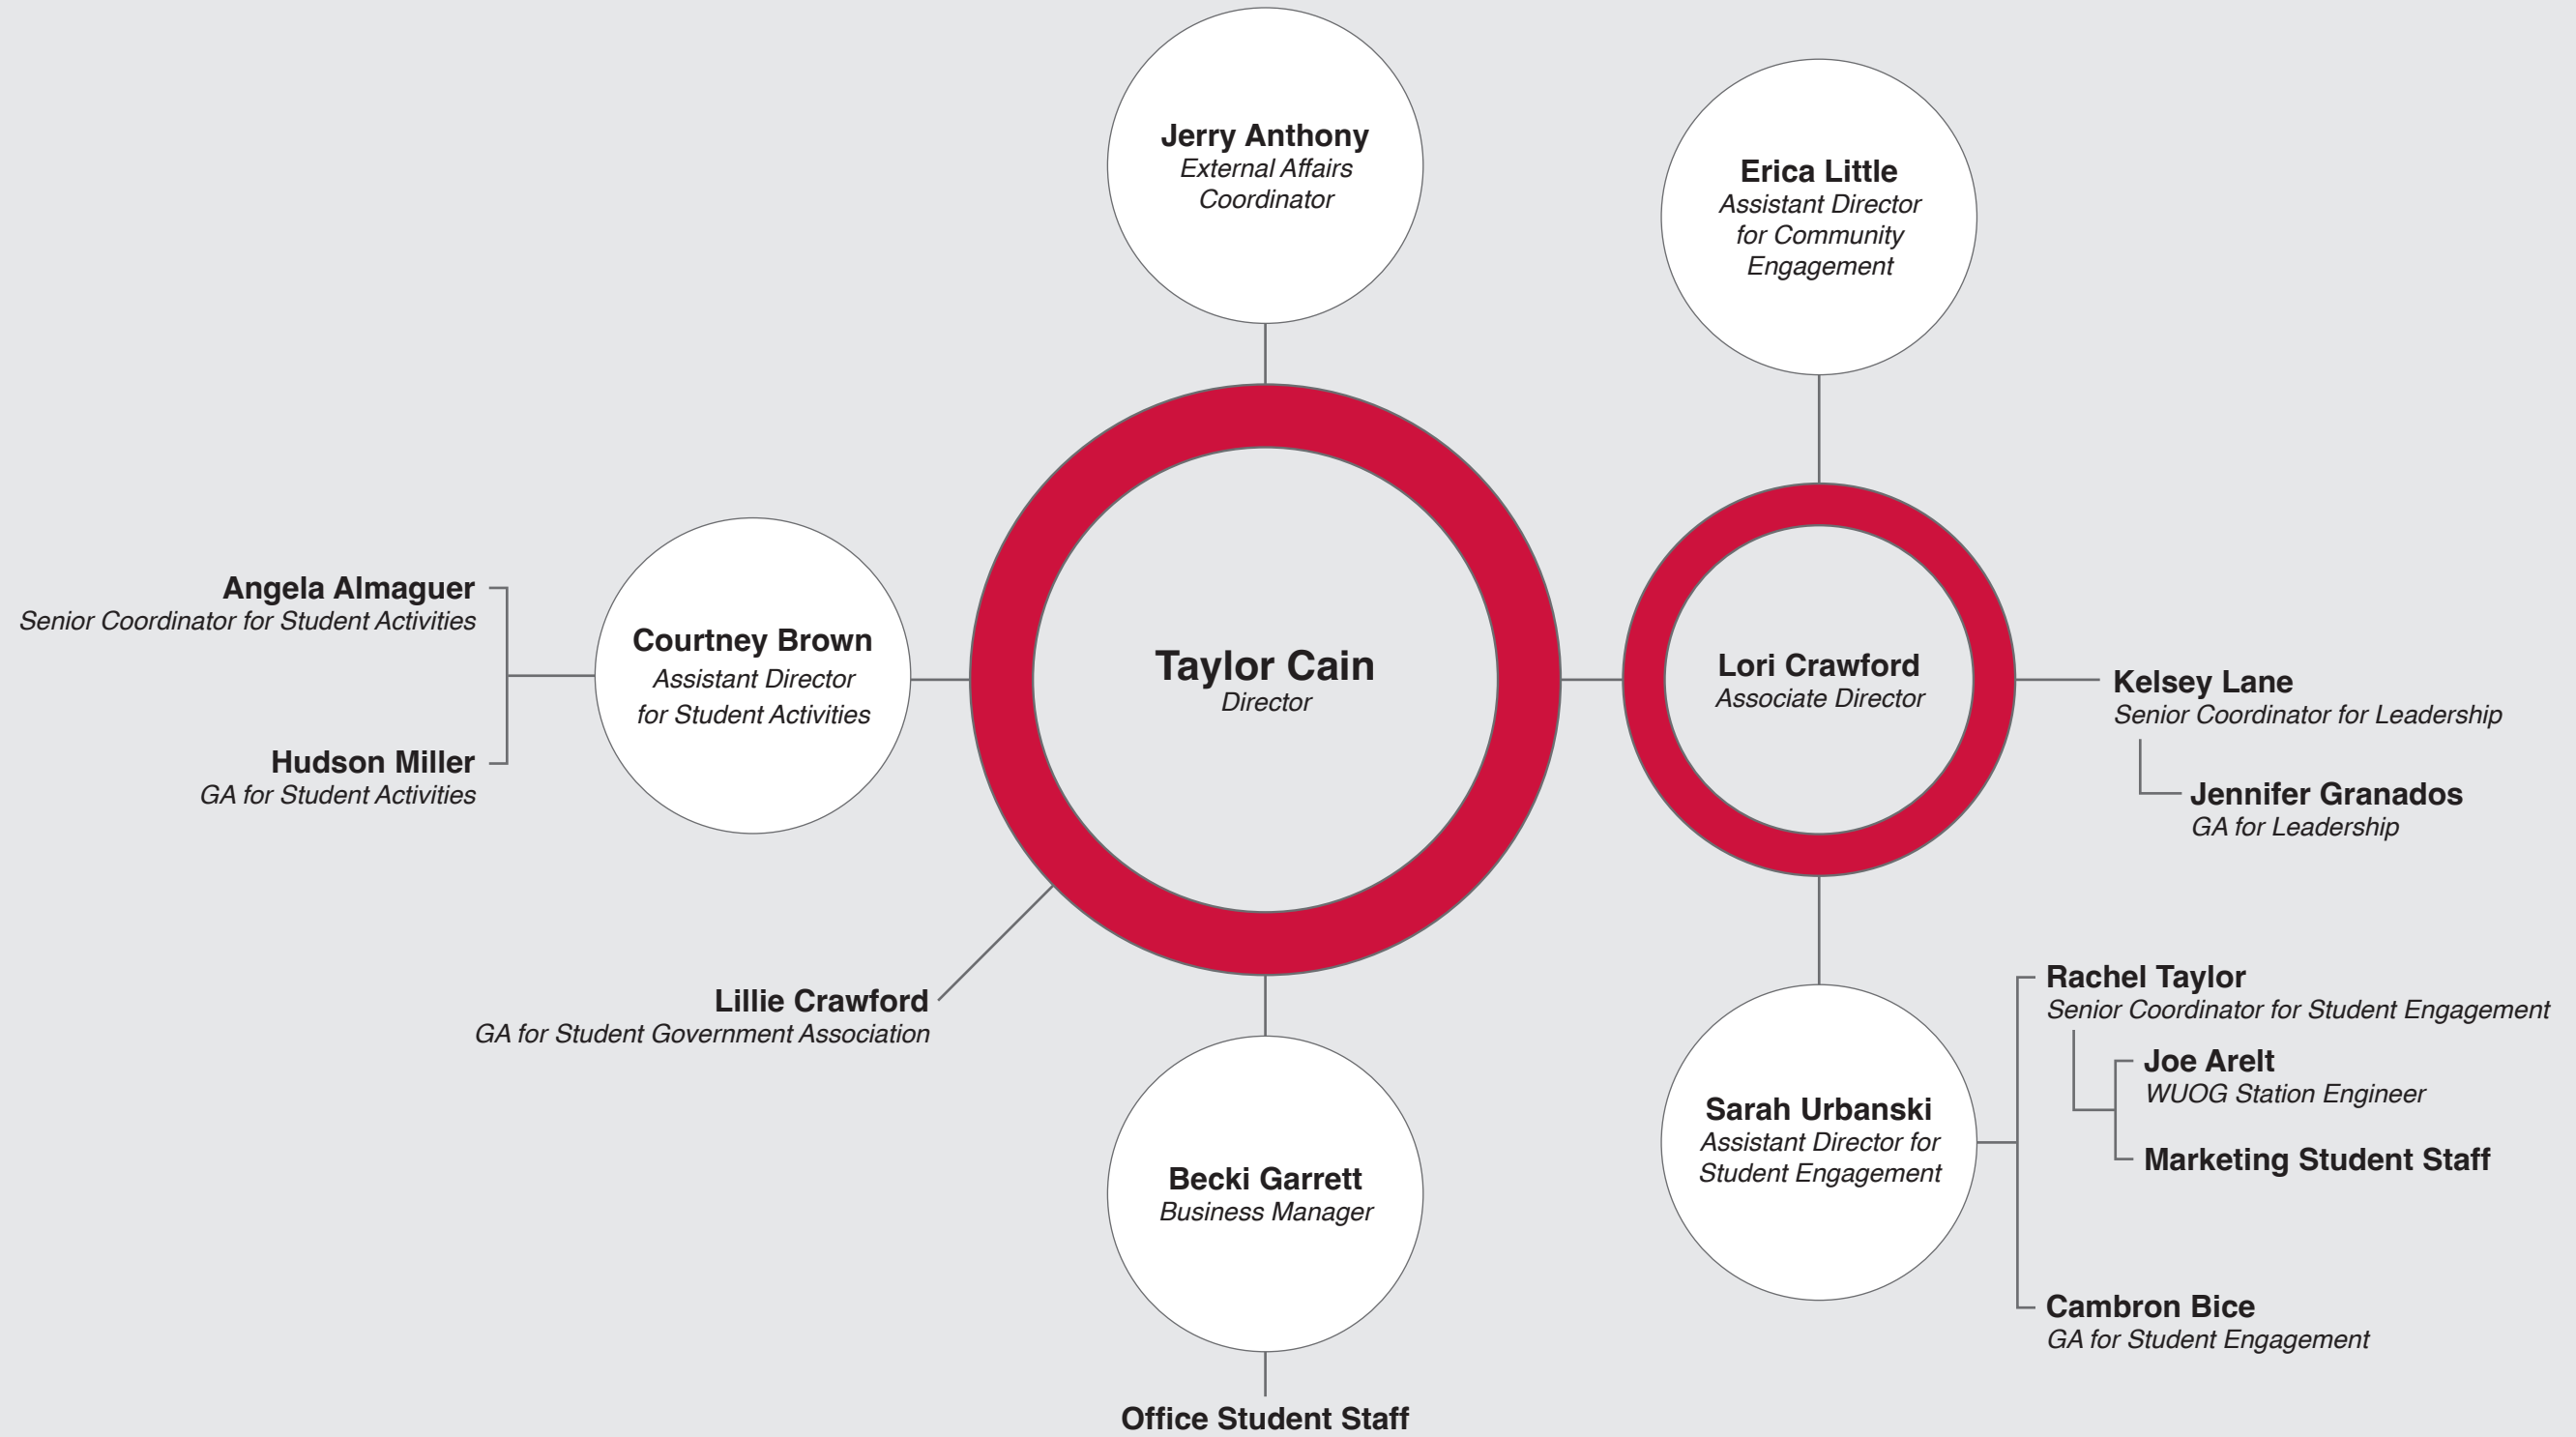 Jerry Anthony
External Affairs
Coordinator
Erica Little
Assistant Director
for Community
Engagement
Angela Almaguer
Senior Coordinator for Student Activities
Hudson Miller
GA for Student Activities
Courtney Brown
Assistant Director
for Student Activities
Taylor Cain
Director
Lori Crawford
Associate Director
Kelsey Lane
Senior Coordinator for Leadership
Jennifer Granados
GA for Leadership
Lillie Crawford
GA for Student Government Association
Becki Garrett
Business Manager
Office Student Staff
Sarah Urbanski
Assistant Director for
Student Engagement
Rachel Taylor
Senior Coordinator for Student Engagement
Joe Arelt
WUOG Station Engineer
Marketing Student Staff
Cambron Bice
GA for Student Engagement